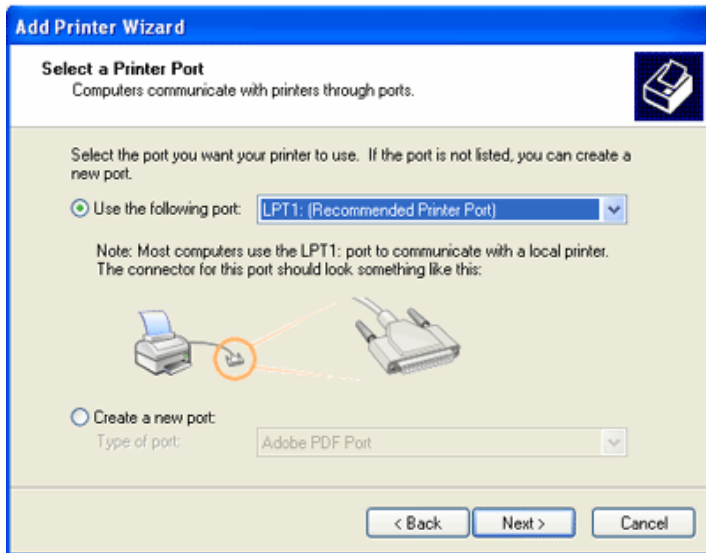 Add Printer Wizard
Select a Printer Port
Computers communicate with printers through ports.
Select the port you want your printer to use.  If the port is not listed, you can create a
new port.
Use the following port: LPT1: (Recommended Printer Port)
Note: Most computers use the LPT1: port to communicate with a local printer.
The connector for this port should look something like this:
Create a new port:
Type of port: Adobe PDF Port
< Back Next > Cancel